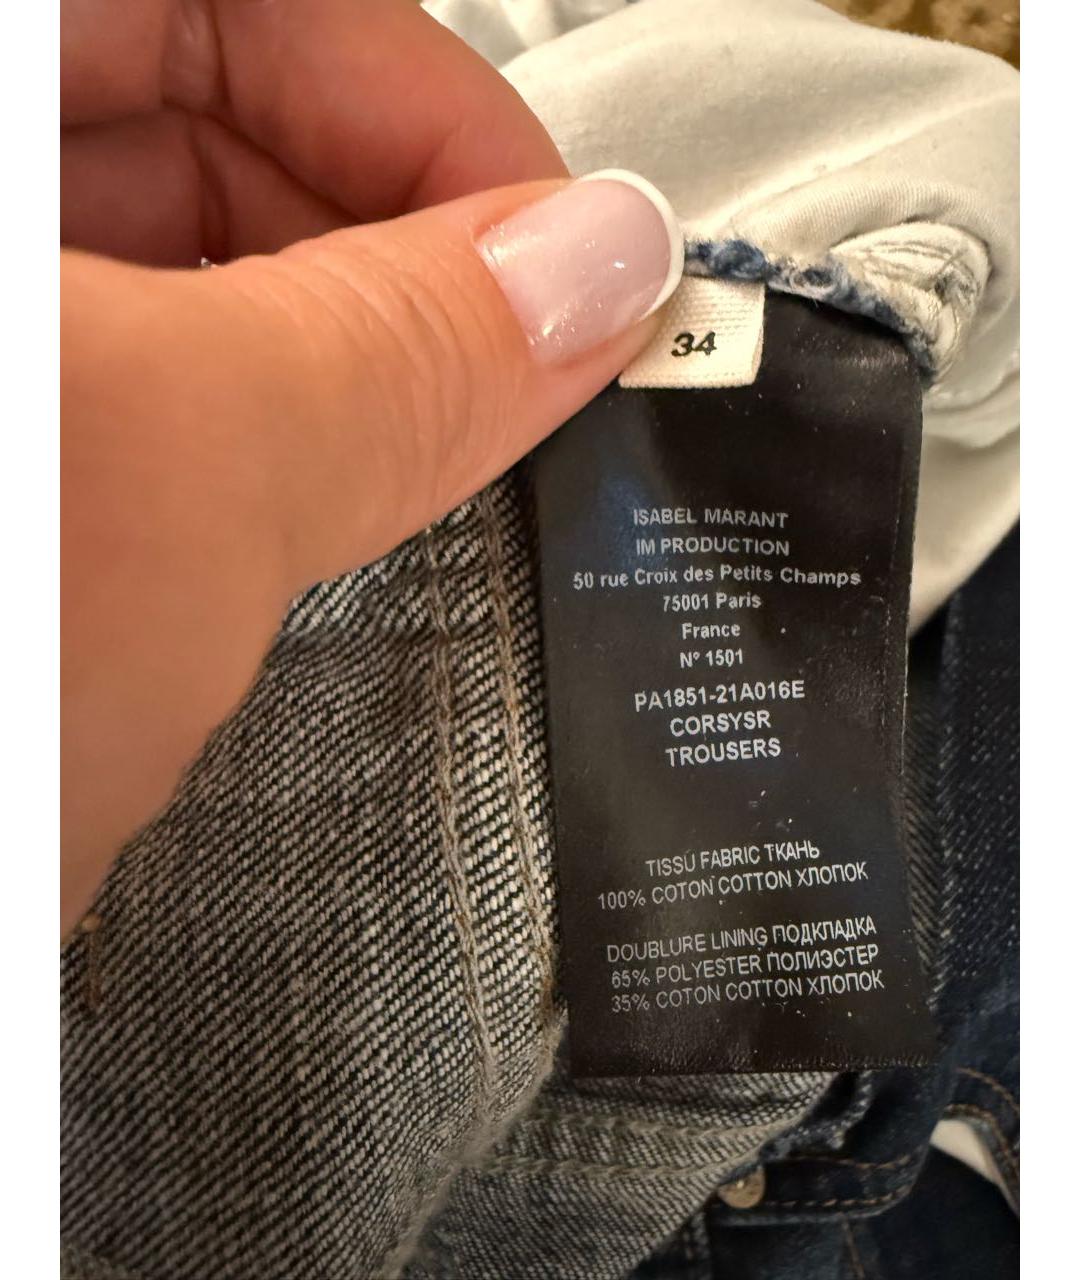 34
ISABEL MARANT
IM PRODUCTION
50 rue Croix des Petits Champs
75001 Paris
France
N° 1501
PA1851-21A016E
CORSYSR
TROUSERS
TISSU FABRIC ТКАНЬ
100% COTON COTTON ХЛОПОК
DOUBLURE LINING ПОДКЛАДКА
65% POLYESTER ПОЛИЭСТЕР
35% COTON COTTON ХЛОПОК